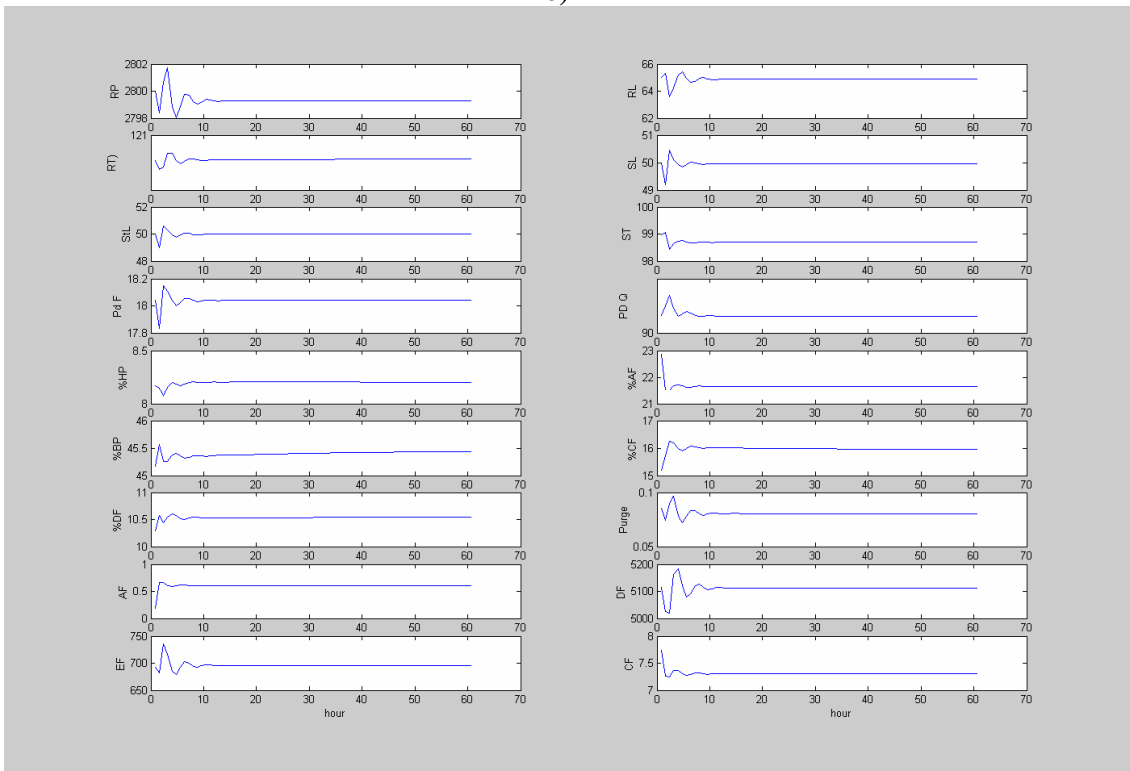 2802
2800
2798
RP
0 10 20 30 40 50 60 70
121
RT)
0 10 20 30 40 50 60 70
52
50
48
StL
0 10 20 30 40 50 60 70
18.2
18
17.8
Pd F
0 10 20 30 40 50 60 70
8.5
8
%HP
0 10 20 30 40 50 60 70
46
45.5
45
%BP
0 10 20 30 40 50 60 70
11
10.5
10
%DF
0 10 20 30 40 50 60 70
1
0.5
0
AF
0 10 20 30 40 50 60 70
750
700
650
EF
0 10 20 30 40 50 60 70
hour
66
64
62
RL
0 10 20 30 40 50 60 70
51
50
49
SL
0 10 20 30 40 50 60 70
100
99
98
ST
0 10 20 30 40 50 60 70
90
PD Q
0 10 20 30 40 50 60 70
23
22
21
%AF
0 10 20 30 40 50 60 70
17
16
15
%CF
0 10 20 30 40 50 60 70
0.1
0.05
Purge
0 10 20 30 40 50 60 70
5200
5100
5000
DF
0 10 20 30 40 50 60 70
8
7.5
7
CF
0 10 20 30 40 50 60 70
hour